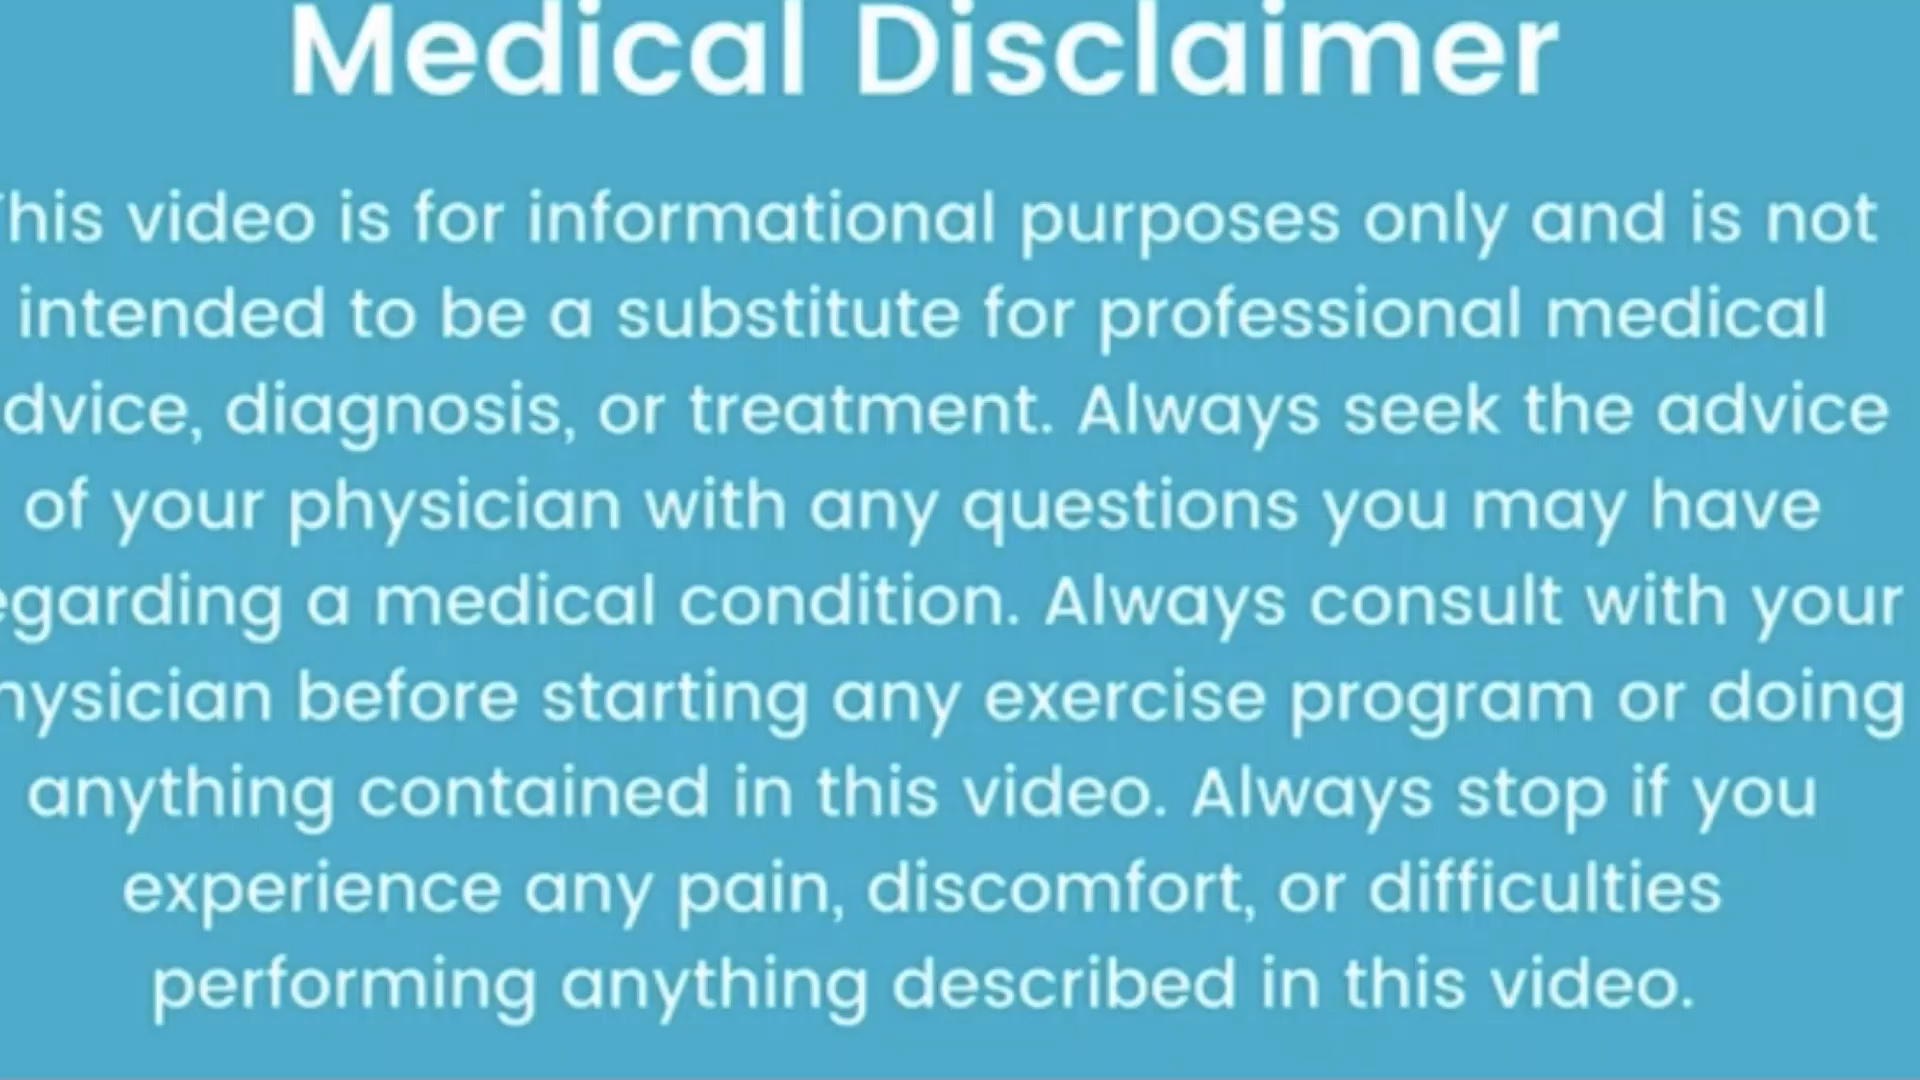 Medical Disclaimer
This video is for informational purposes only and is not
intended to be a substitute for professional medical
dvice, diagnosis, or treatment. Always seek the advice
of your physician with any questions you may have
egarding a medical condition. Always consult with your
hysician before starting any exercise program or doing
anything contained in this video. Always stop if you
experience any pain, discomfort, or difficulties
performing anything described in this video.